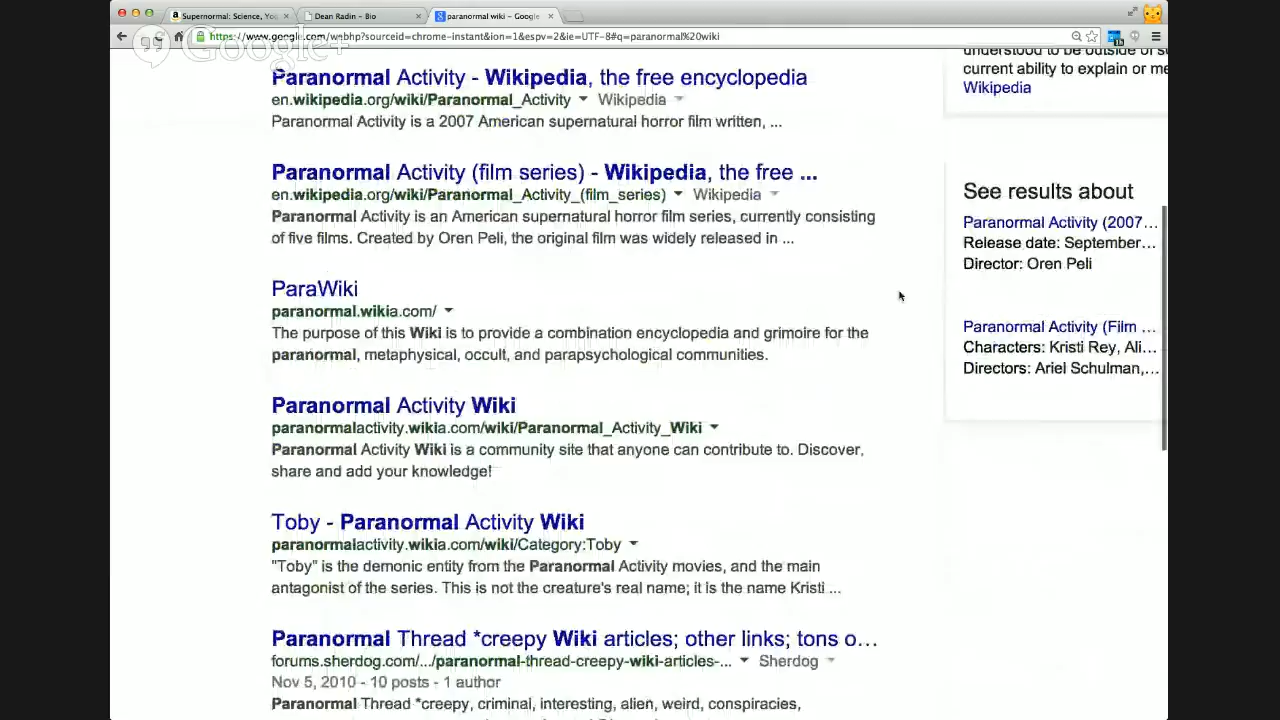 Supernormal: Science, Yo
Dean Radin - Bio
paranormal wiki - Google
Google+
https://www.google.com/webhp?sourceid=chrome-instant&ion=1&espv=2&ie=UTF-8#q=paranormal%20wiki
Paranormal Activity - Wikipedia, the free encyclopedia
en.wikipedia.org/wiki/Paranormal_Activity Wikipedia
Paranormal Activity is a 2007 American supernatural horror film written, ...
Paranormal Activity (film series) - Wikipedia, the free ...
en.wikipedia.org/wiki/Paranormal_Activity_(film_series) Wikipedia
Paranormal Activity is an American supernatural horror film series, currently consisting
of five films. Created by Oren Peli, the original film was widely released in ...
ParaWiki
paranormal.wikia.com/
The purpose of this Wiki is to provide a combination encyclopedia and grimoire for the
paranormal, metaphysical, occult, and parapsychological communities.
Paranormal Activity Wiki
paranormalactivity.wikia.com/wiki/Paranormal_Activity_Wiki
Paranormal Activity Wiki is a community site that anyone can contribute to. Discover,
share and add your knowledge!
Toby - Paranormal Activity Wiki
paranormalactivity.wikia.com/wiki/Category:Toby
"Toby" is the demonic entity from the Paranormal Activity movies, and the main
antagonist of the series. This is not the creature's real name; it is the name Kristi ...
Paranormal Thread *creepy Wiki articles; other links; tons o...
forums.sherdog.com/.../paranormal-thread-creepy-wiki-articles-... Sherdog
Nov 5, 2010 - 10 posts - 1 author
Paranormal Thread *creepy, criminal, interesting, alien, weird, conspiracies,
understood to be outside of s
current ability to explain or me
Wikipedia
See results about
Paranormal Activity (2007...
Release date: September...
Director: Oren Peli
Paranormal Activity (Film ...
Characters: Kristi Rey, Ali...
Directors: Ariel Schulman,...